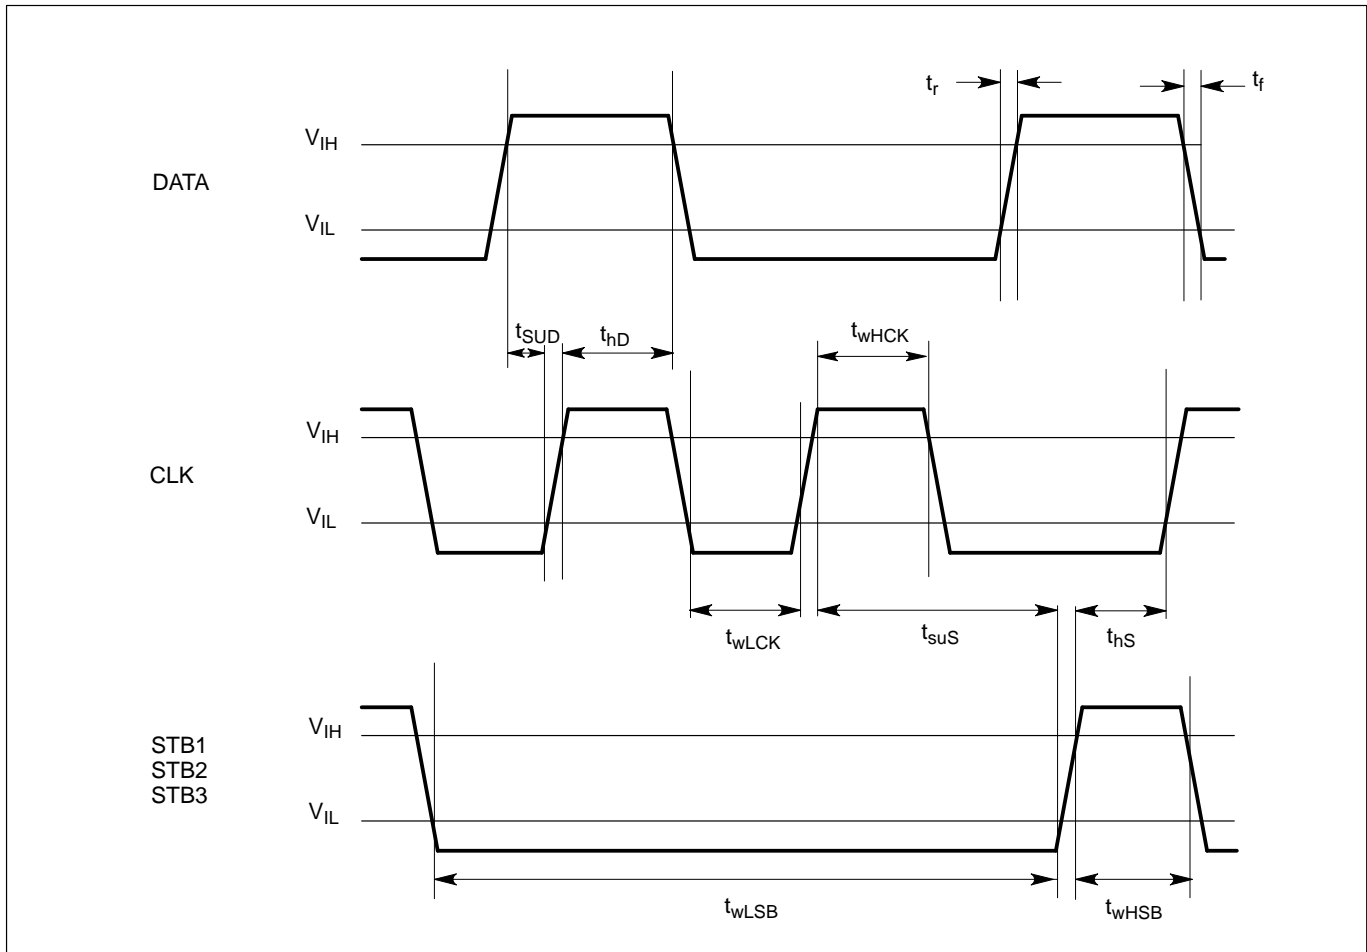 tr
tf
VIH
DATA
VIL
tSUD
thD
twHCK
VIH
CLK
VIL
twLCK
tsuS
thS
VIH
STB1
STB2
STB3
VIL
twLSB
twHSB